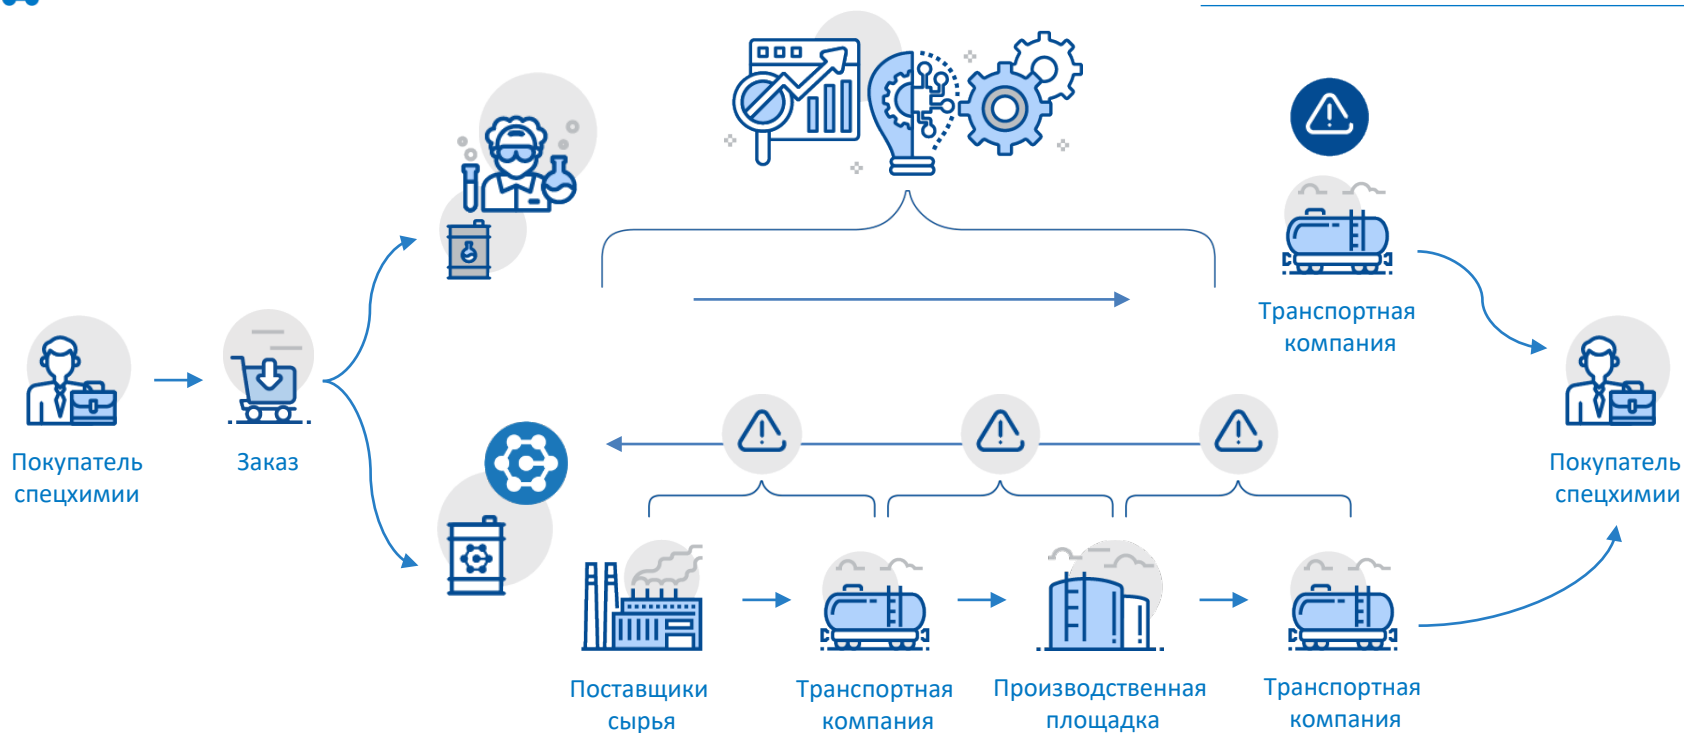 Транспортная
компания
Покупатель
спецхимии
Заказ
Покупатель
спецхимии
Поставщики
сырья
Транспортная
компания
Производственная
площадка
Транспортная
компания